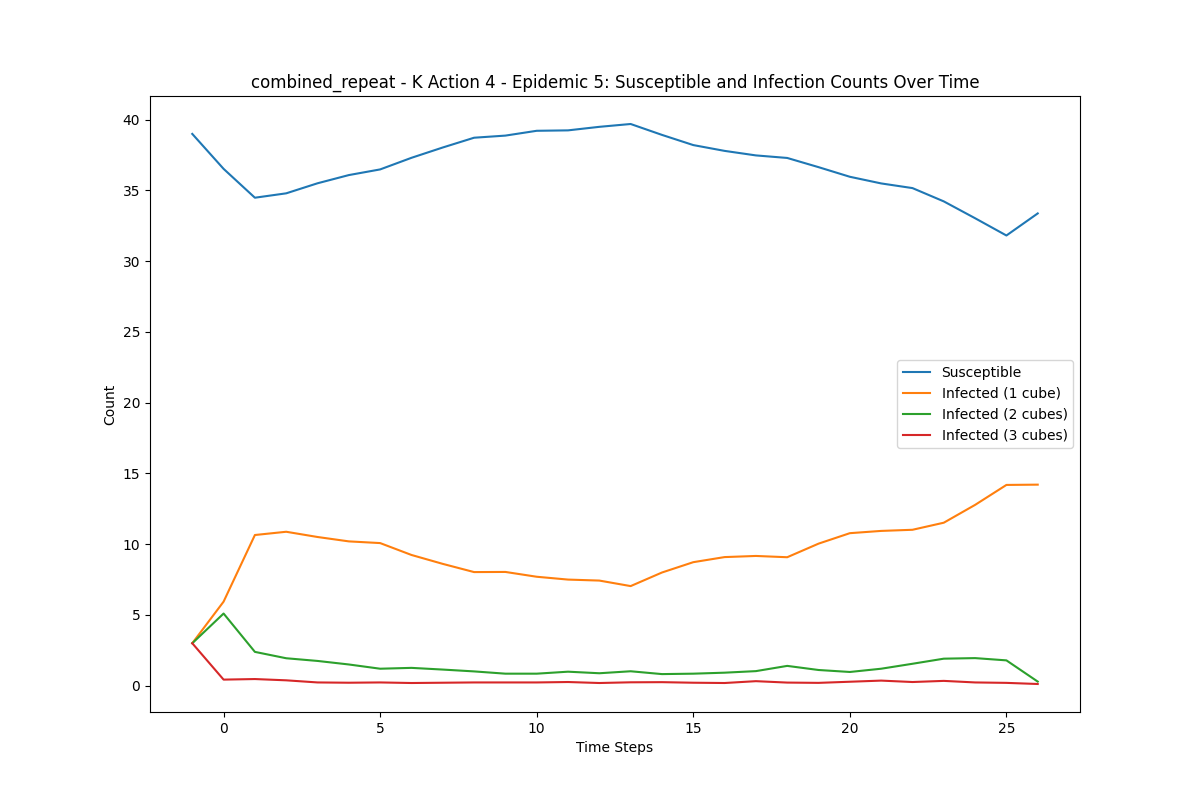 combined_repeat - K Action 4 - Epidemic 5: Susceptible and Infection Counts Over Time
40
35
30
25
20
15
10
5
0
Count
Susceptible
Infected (1 cube)
Infected (2 cubes)
Infected (3 cubes)
0 5 10 15 20 25
Time Steps